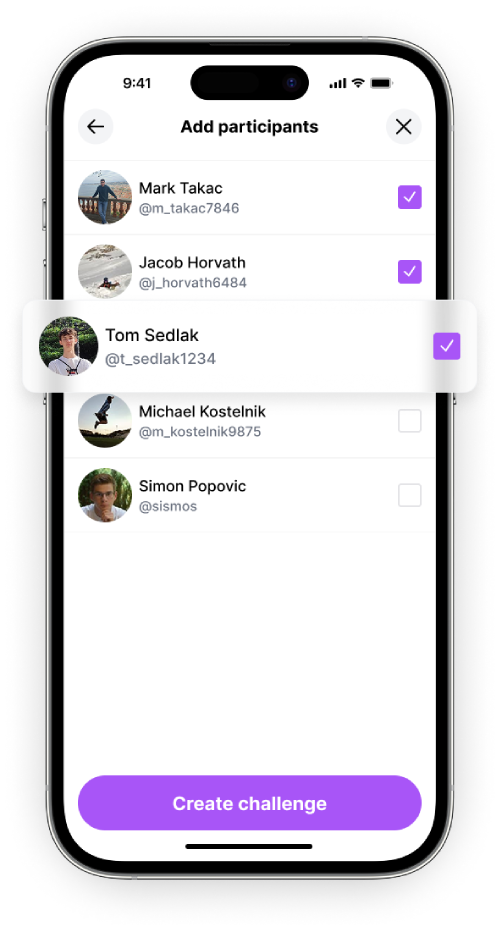 9:41
Add participants
Mark Takac
@m_takac7846
Jacob Horvath
@j_horvath6484
Tom Sedlak
@t_sedlak1234
Michael Kostelnik
@m_kostelnik9875
Simon Popovic
@sismos
Create challenge